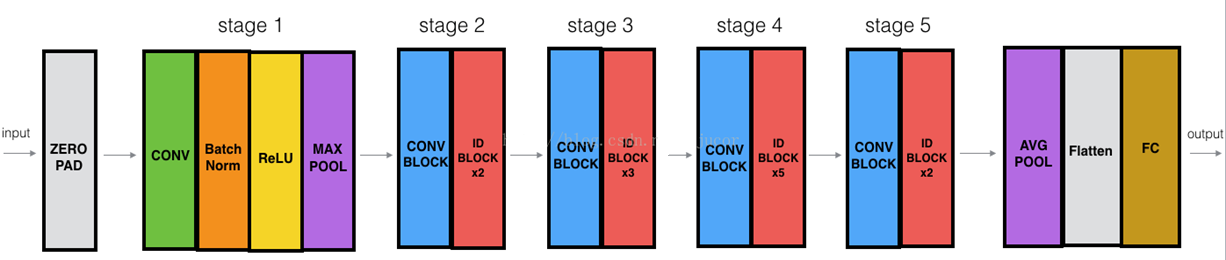 stage 1
stage 2
stage 3
stage 4
stage 5
input
ZERO
PAD
CONV
Batch
Norm
ReLU
MAX
POOL
CONV
BLOCK
ID
BLOCK
x2
CONV
BLOCK
ID
BLOCK
x3
CONV
BLOCK
ID
BLOCK
x5
CONV
BLOCK
ID
BLOCK
x2
AVG
POOL
Flatten
FC
output